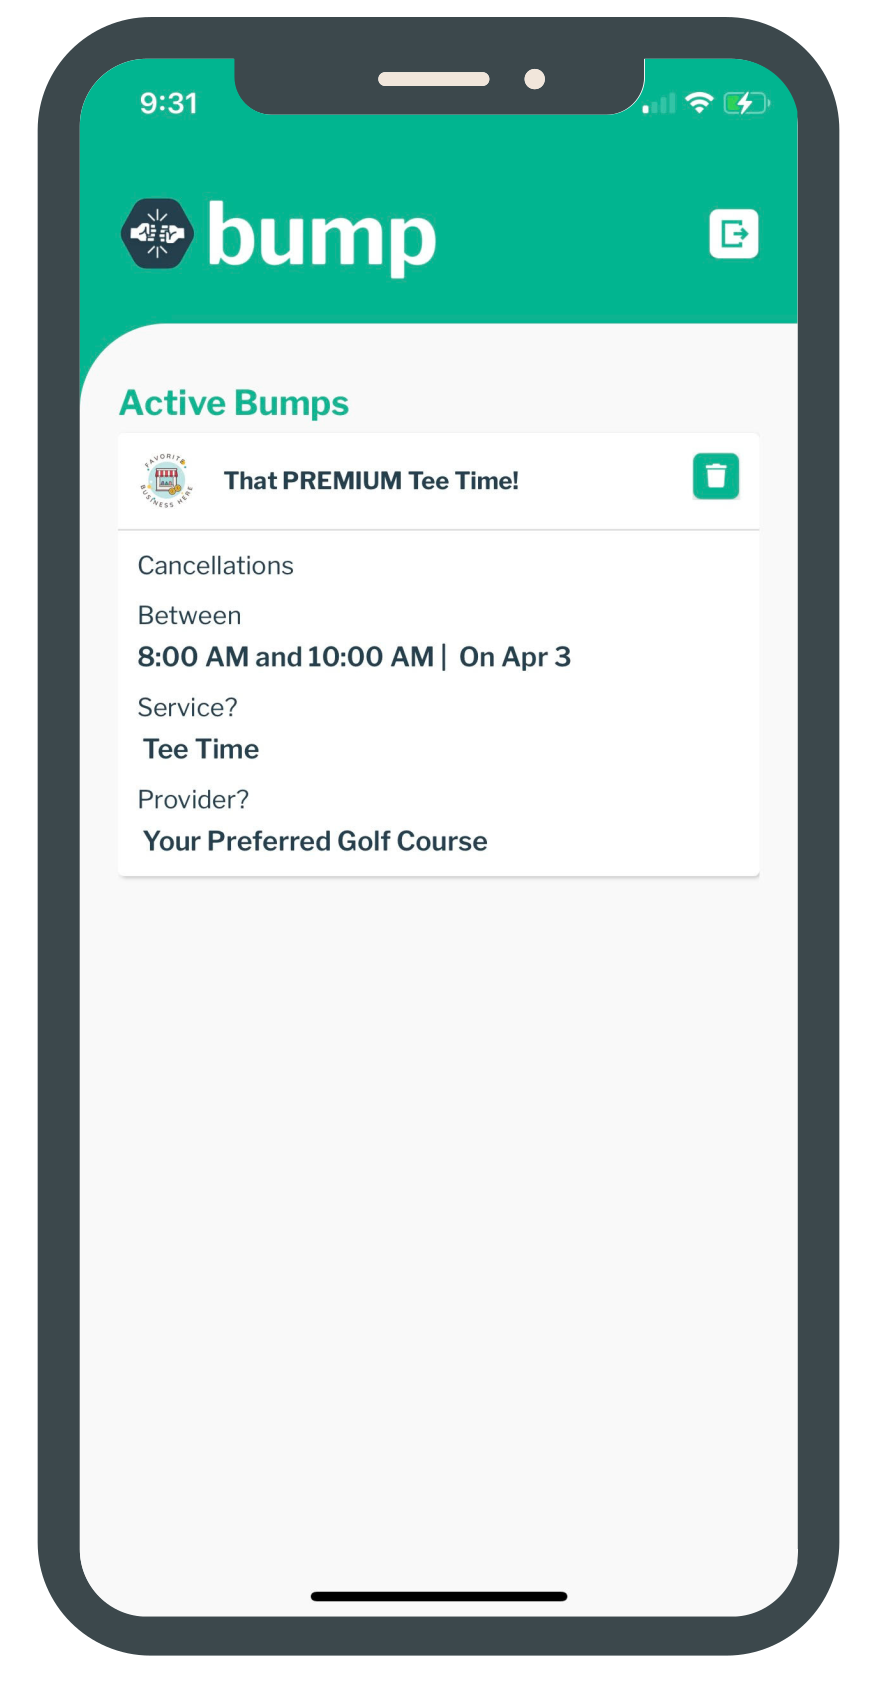 9:31
bump
Active Bumps
FAVORITE
BUSINESS HERE
That PREMIUM Tee Time!
Cancellations
Between
8:00 AM and 10:00 AM | On Apr 3
Service?
Tee Time
Provider?
Your Preferred Golf Course